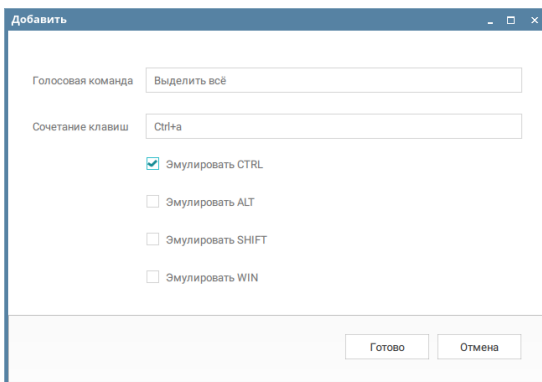 Добавить
Голосовая команда Выделить всё
Сочетание клавиш Ctrl+a
Эмулировать CTRL
Эмулировать ALT
Эмулировать SHIFT
Эмулировать WIN
Готово Отмена